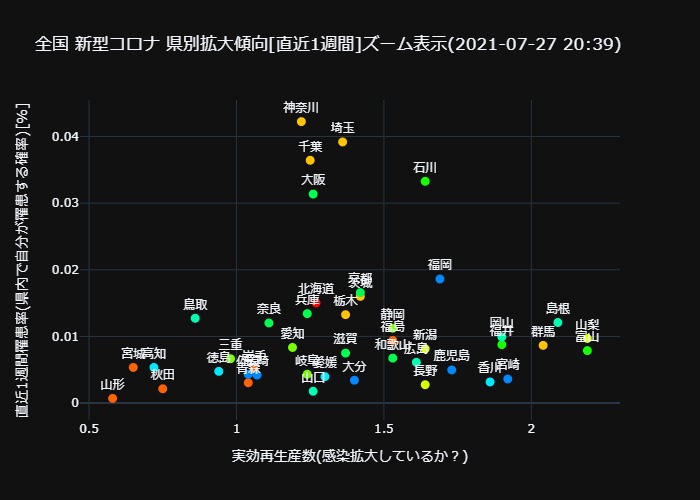 全国 新型コロナ 県別拡大傾向[直近1週間]ズーム表示(2021-07-27 20:39)
直近1週間罹患率(県内で自分が罹患する確率)[%]
神奈川
0.04
埼玉
千葉
石川
大阪
0.03
福岡
0.02
京都
北海道
兵庫
栃木
鳥取
奈良
島根
静岡
岡山
山梨
福島
福井
群馬
富山
0.01
新潟
愛知
滋賀
三重
和歌山
広島
宮城
高知
徳島
岐阜
愛媛
大分
鹿児島
香川
宮崎
秋田
青森
山口
長野
山形
0
0.5
1
1.5
2
実効再生産数(感染拡大しているか？)